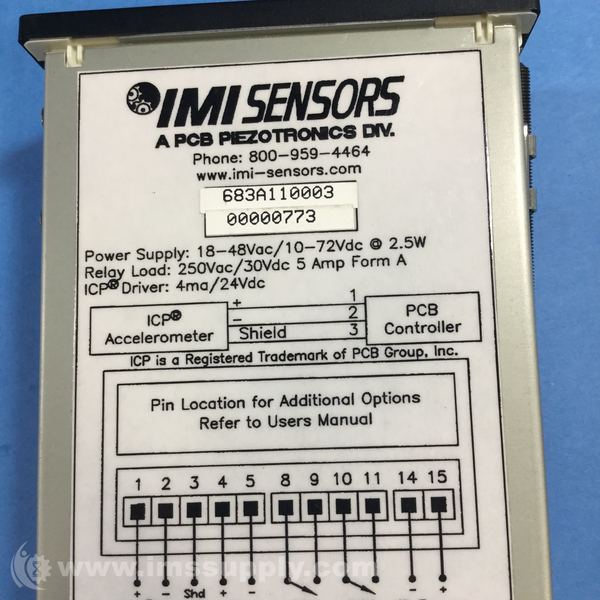 IMI SENSORS
A PCB PIEZOTRONICS DIV.
Phone: 800-959-4464
www.imi-sensors.com
683A110003
00000773
Power Supply: 18-48Vac/10-72Vdc @ 2.5W
Relay Load: 250Vac/30Vdc 5 Amp Form A
ICP® Driver: 4ma/24Vdc
ICP® Accelerometer
+ 1
- 2
Shield 3
PCB Controller
ICP is a Registered Trademark of PCB Group, Inc.
Pin Location for Additional Options
Refer to Users Manual
1 2 3 4 5 8 9 10 11 14 15
+ - Shd + - - +
www.imssupply.com